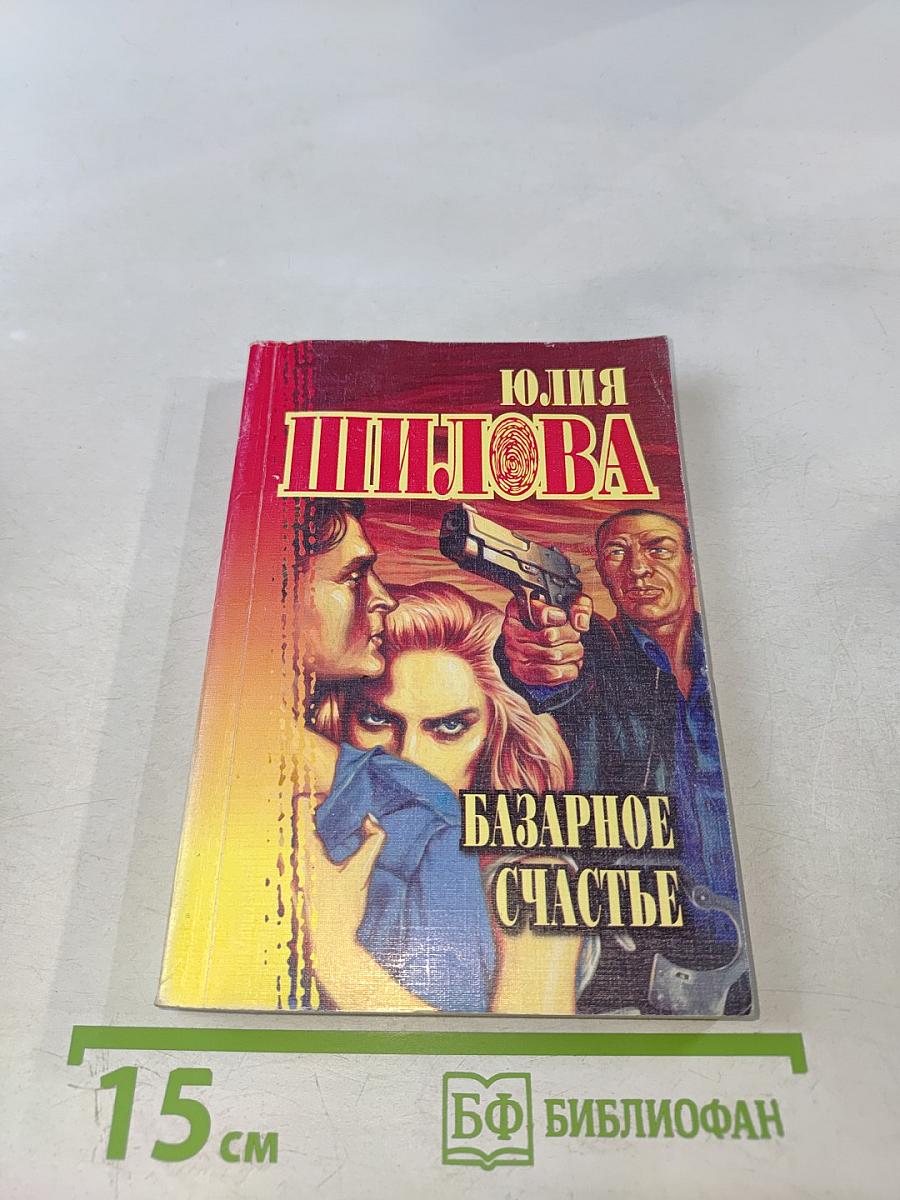 ЮЛИЯ
ШИЛОВА
БАЗАРНОЕ
СЧАСТЬЕ
15 см
БФ БИБЛИОФАН